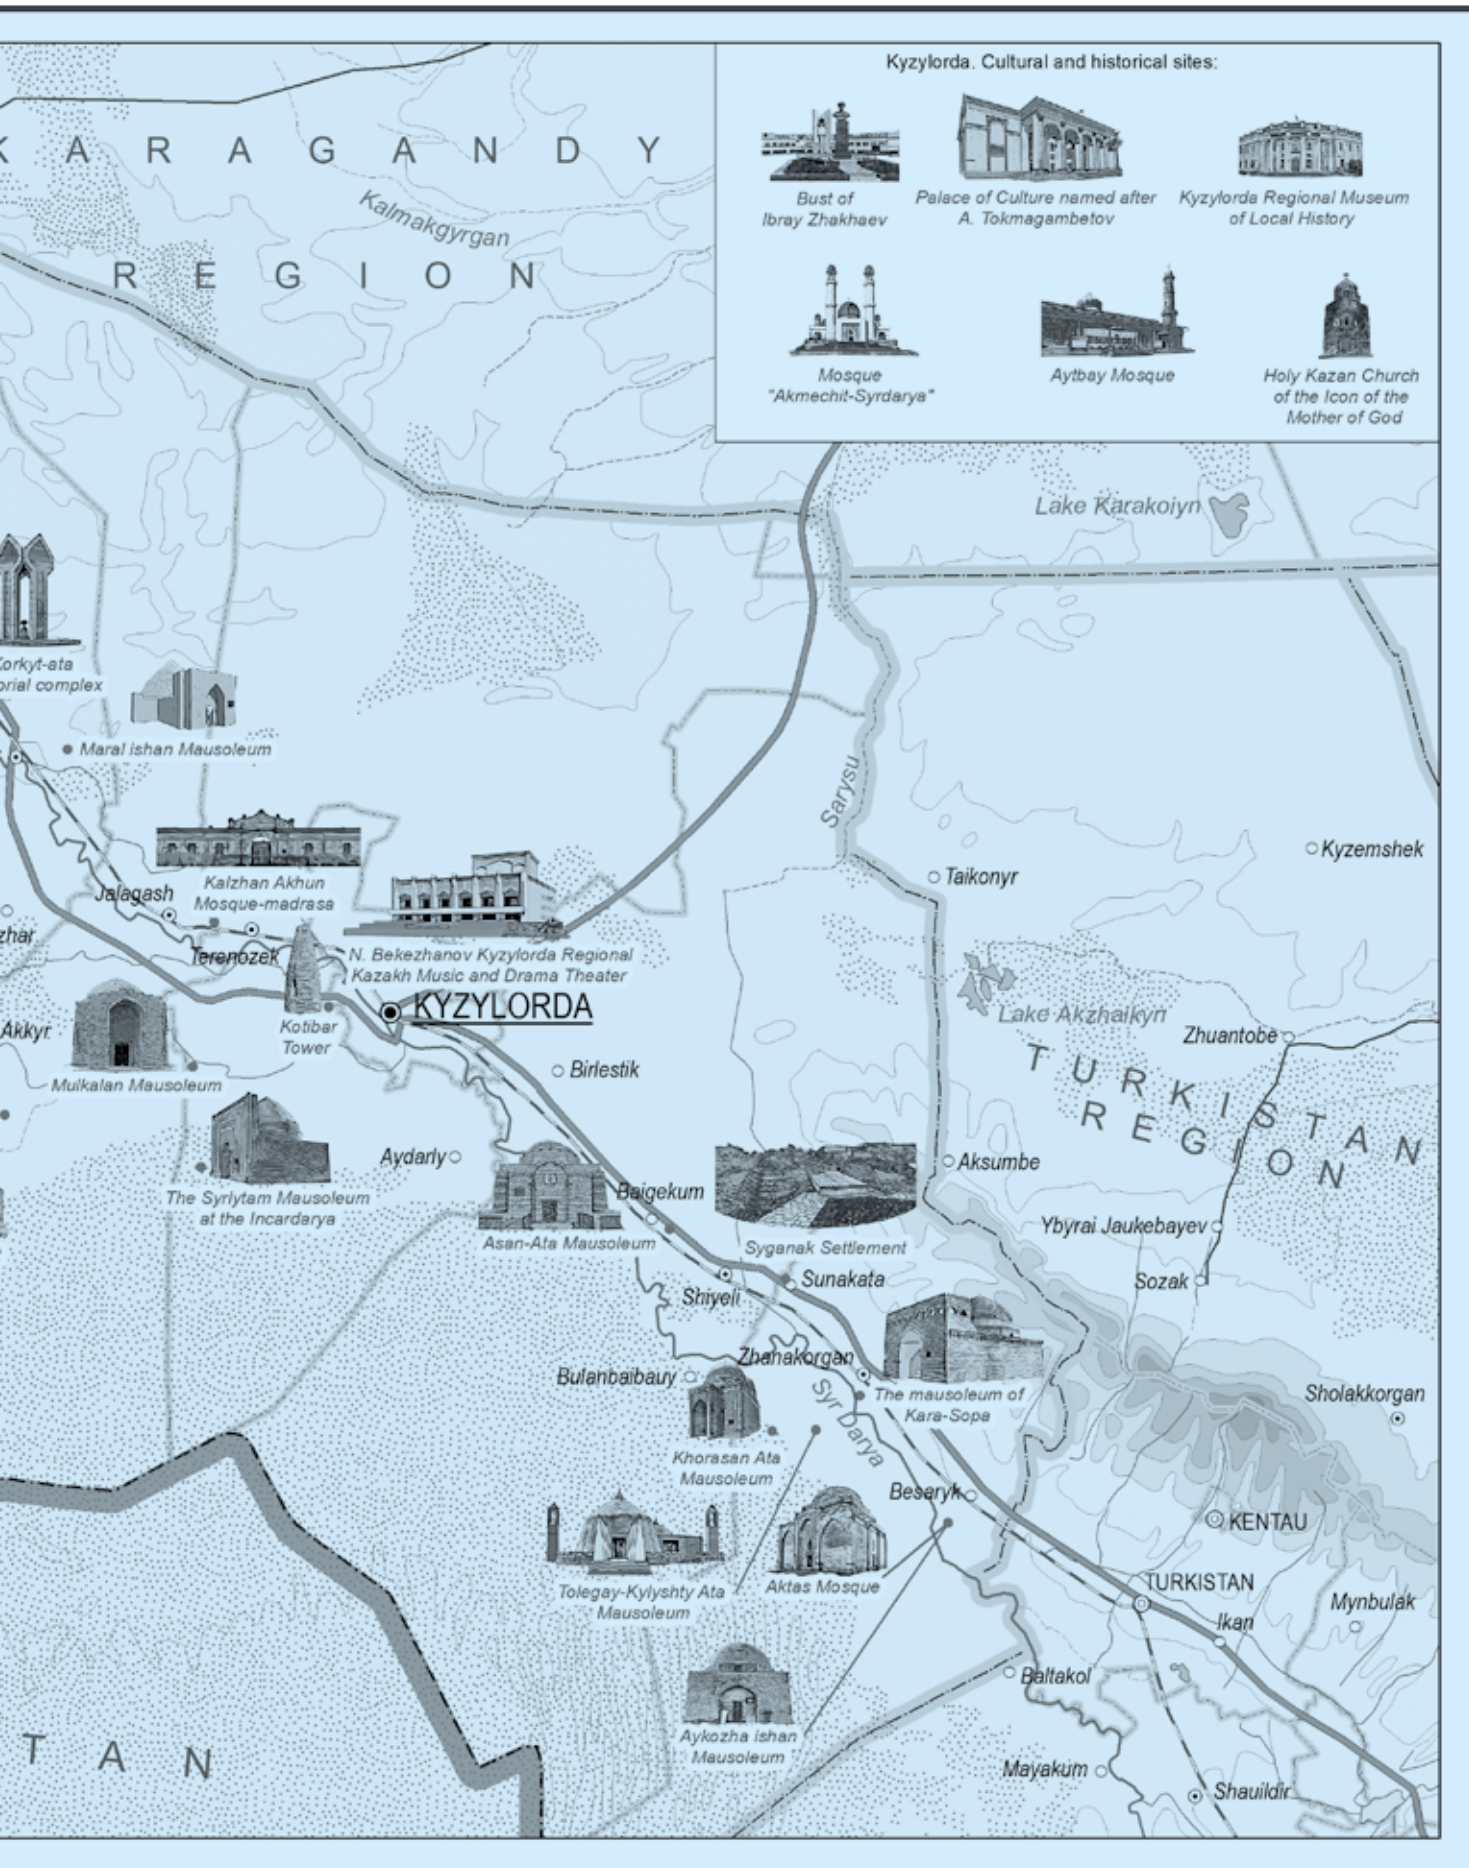 Kyzylorda. Cultural and historical sites:
Bust of
Ibray Zhakhaev
Palace of Culture named after
A. Tokmagambetov
Kyzylorda Regional Museum
of Local History
Mosque
"Akmechit-Syrdarya"
Aytbay Mosque
Holy Kazan Church
of the Icon of the
Mother of God
KARAGANDY
REGION
Kalmakgyrgan
Lake Karakoiyn
Korkyt-ata
orial complex
Maral ishan Mausoleum
Sarysu
Kyzemshek
Taikonyr
Kalzhan Akhun
Mosque-madrasa
Jalagash
zhar
Terenozek
N. Bekezhanov Kyzylorda Regional
Kazakh Music and Drama Theater
KYZYLORDA
Kotibar
Tower
Akkyr
Mulkalan Mausoleum
Birlestik
Lake Akzhaikyn
Zhuantobe
TURKISTAN
REGION
Aydarly
Aksumbe
The Syrlytam Mausoleum
at the Incardarya
Baigekum
Asan-Ata Mausoleum
Syganak Settlement
Ybyrai Jaukebayev
Sunakata
Sozak
Shiyeli
Zhanakorgan
Bulanbaibauy
Syr Darya
The mausoleum of
Kara-Sopa
Sholakkorgan
Khorasan Ata
Mausoleum
Besaryk
KENTAU
Tolegay-Kylyshty Ata
Mausoleum
Aktas Mosque
TURKISTAN
Mynbulak
Ikan
Baltakol
Aykozha ishan
Mausoleum
TAN
Mayakum
Shauildir